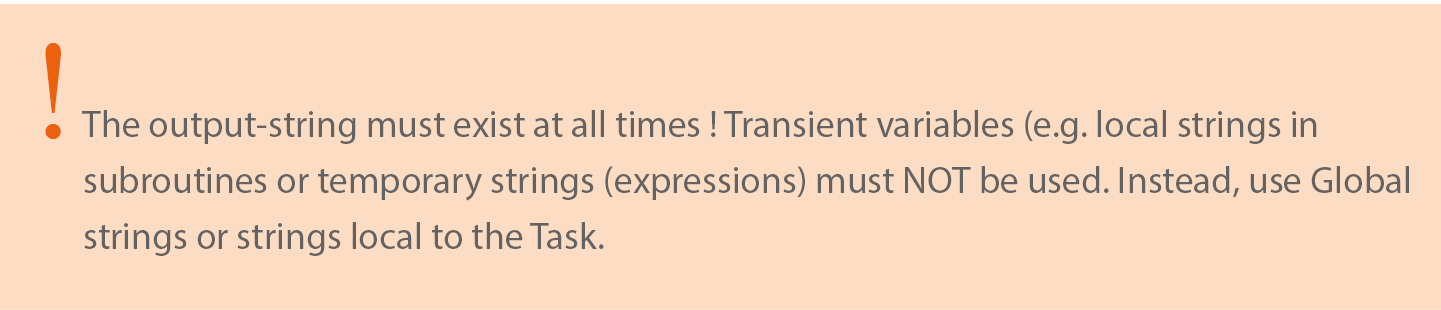 !
The output-string must exist at all times ! Transient variables (e.g. local strings in
subroutines or temporary strings (expressions) must NOT be used. Instead, use Global
strings or strings local to the Task.